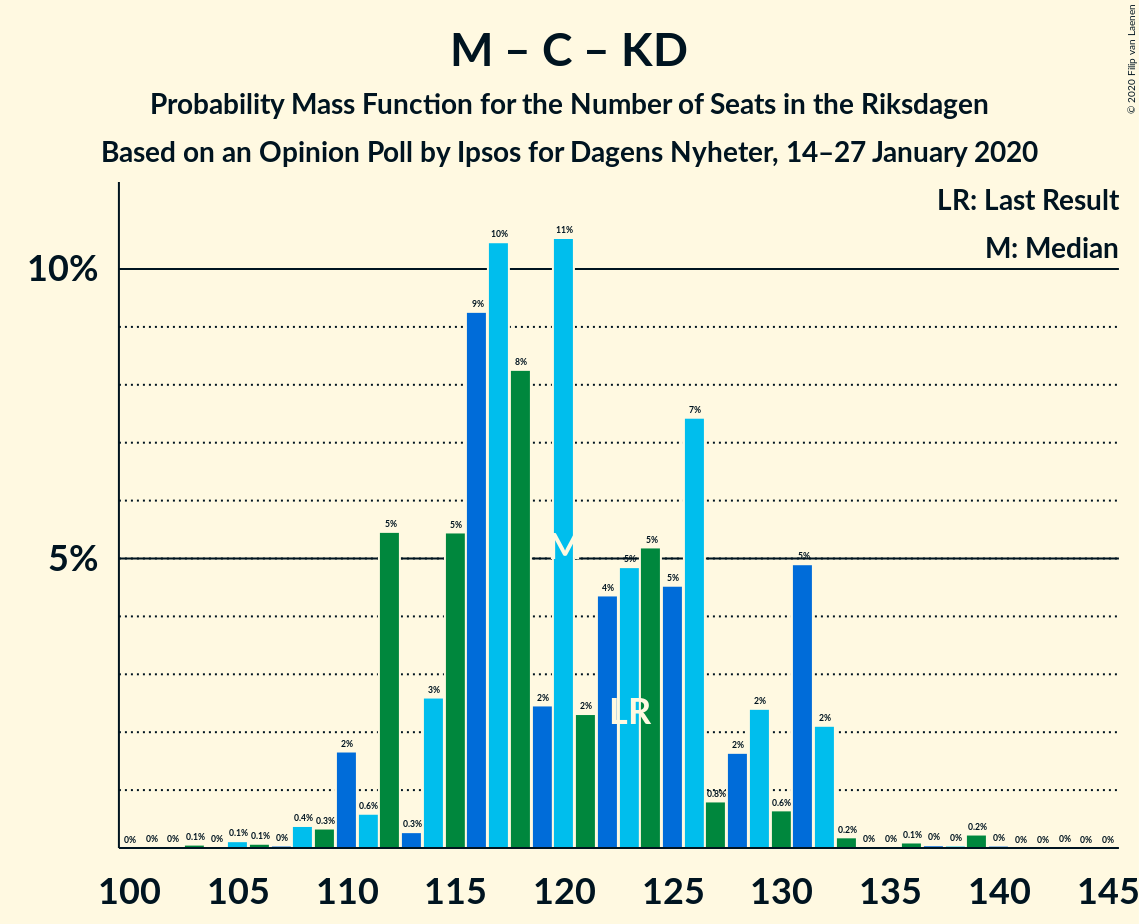 M – C – KD
Probability Mass Function for the Number of Seats in the Riksdagen
Based on an Opinion Poll by Ipsos for Dagens Nyheter, 14–27 January 2020
© 2020 Filip van Laenen
LR: Last Result
M: Median
10%
5%
0% 0% 0% 0.1% 0% 0.1% 0.1% 0% 0.4% 0.3% 2% 0.6% 5% 0.3% 3% 5% 9% 10% 8% 2% 11% 2% 4% 5% 5% 5% 7% 0.8% 2% 2% 0.6% 5% 2% 0.2% 0% 0% 0.1% 0% 0% 0.2% 0% 0% 0% 0% 0% 0%
M
LR
100 105 110 115 120 125 130 135 140 145